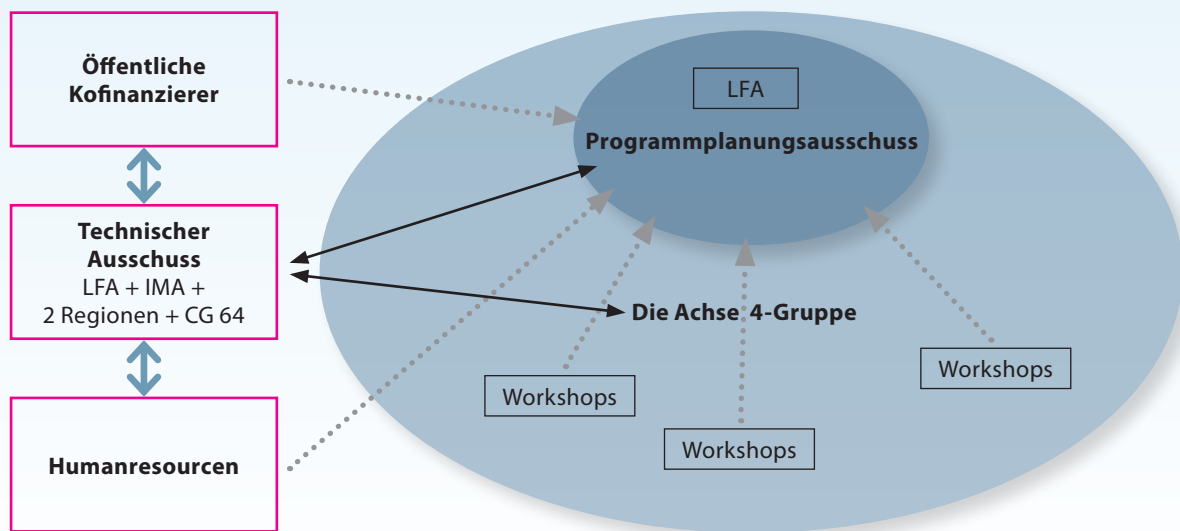 Öffentliche
Kofinanzierer
Technischer
Ausschuss
LFA + IMA +
2 Regionen + CG 64
Humanresourcen
LFA
Programmplanungsausschuss
Die Achse 4-Gruppe
Workshops
Workshops
Workshops